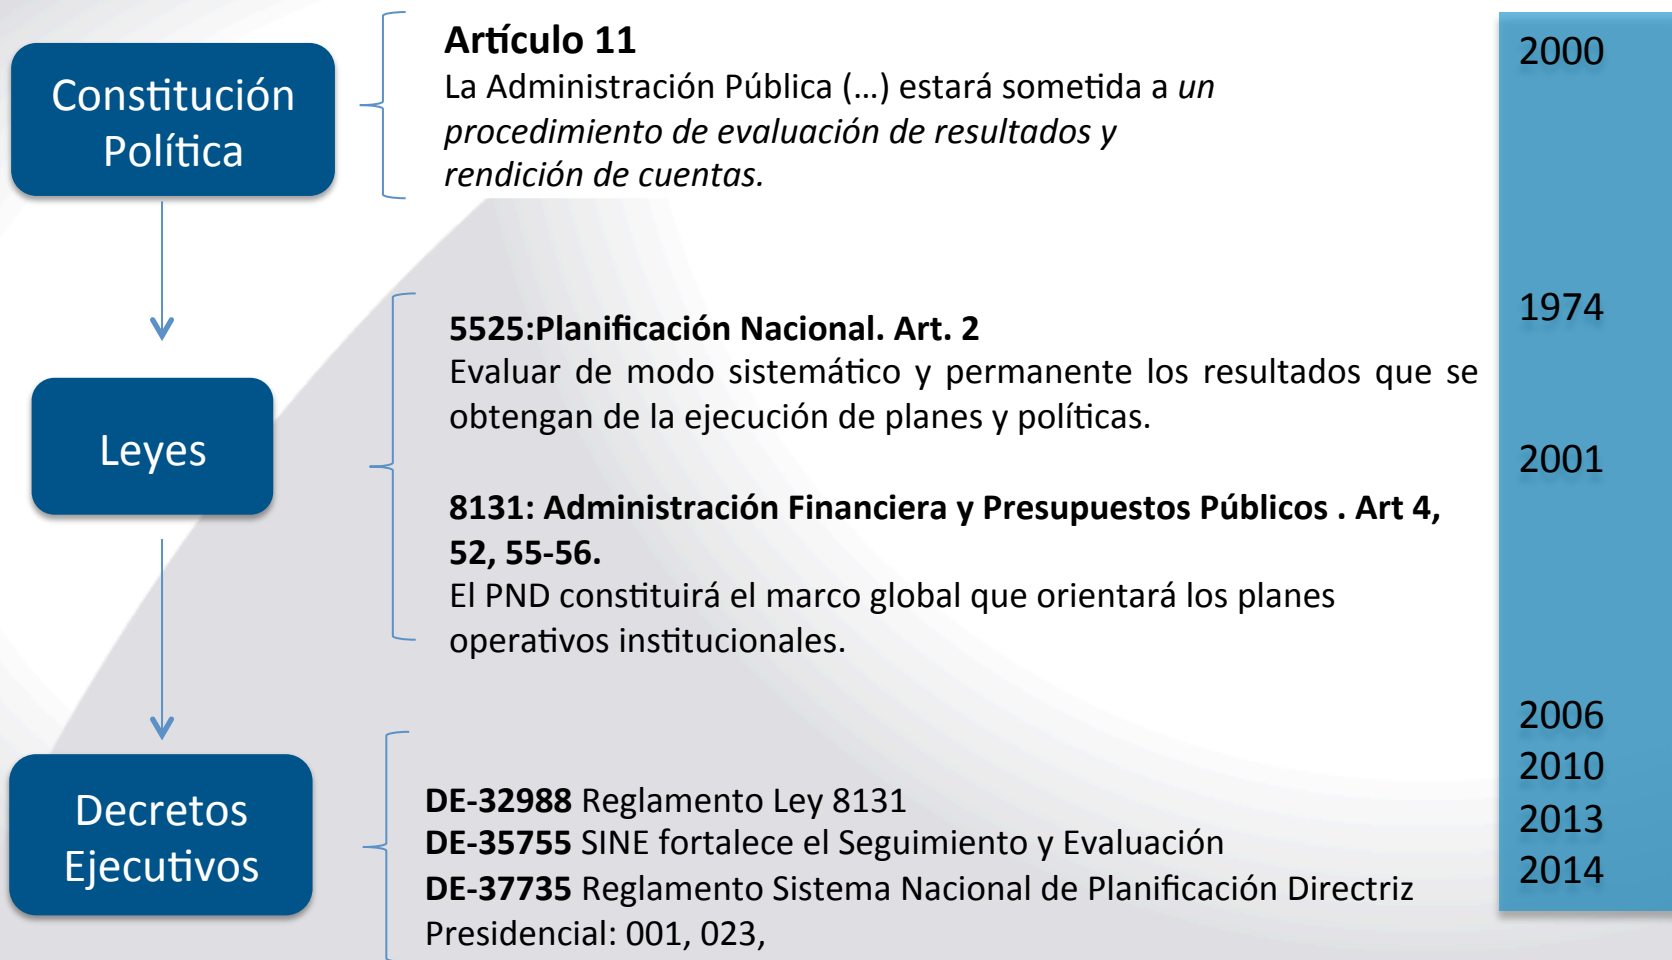 Constitución
Política
Artículo 11
La Administración Pública (...) estará sometida a un
procedimiento de evaluación de resultados y
rendición de cuentas.
2000
Leyes
5525:Planificación Nacional. Art. 2
Evaluar de modo sistemático y permanente los resultados que se
obtengan de la ejecución de planes y políticas.
1974
8131: Administración Financiera y Presupuestos Públicos . Art 4,
52, 55-56.
El PND constituirá el marco global que orientará los planes
operativos institucionales.
2001
Decretos
Ejecutivos
DE-32988 Reglamento Ley 8131
DE-35755 SINE fortalece el Seguimiento y Evaluación
DE-37735 Reglamento Sistema Nacional de Planificación Directriz
Presidencial: 001, 023,
2006
2010
2013
2014